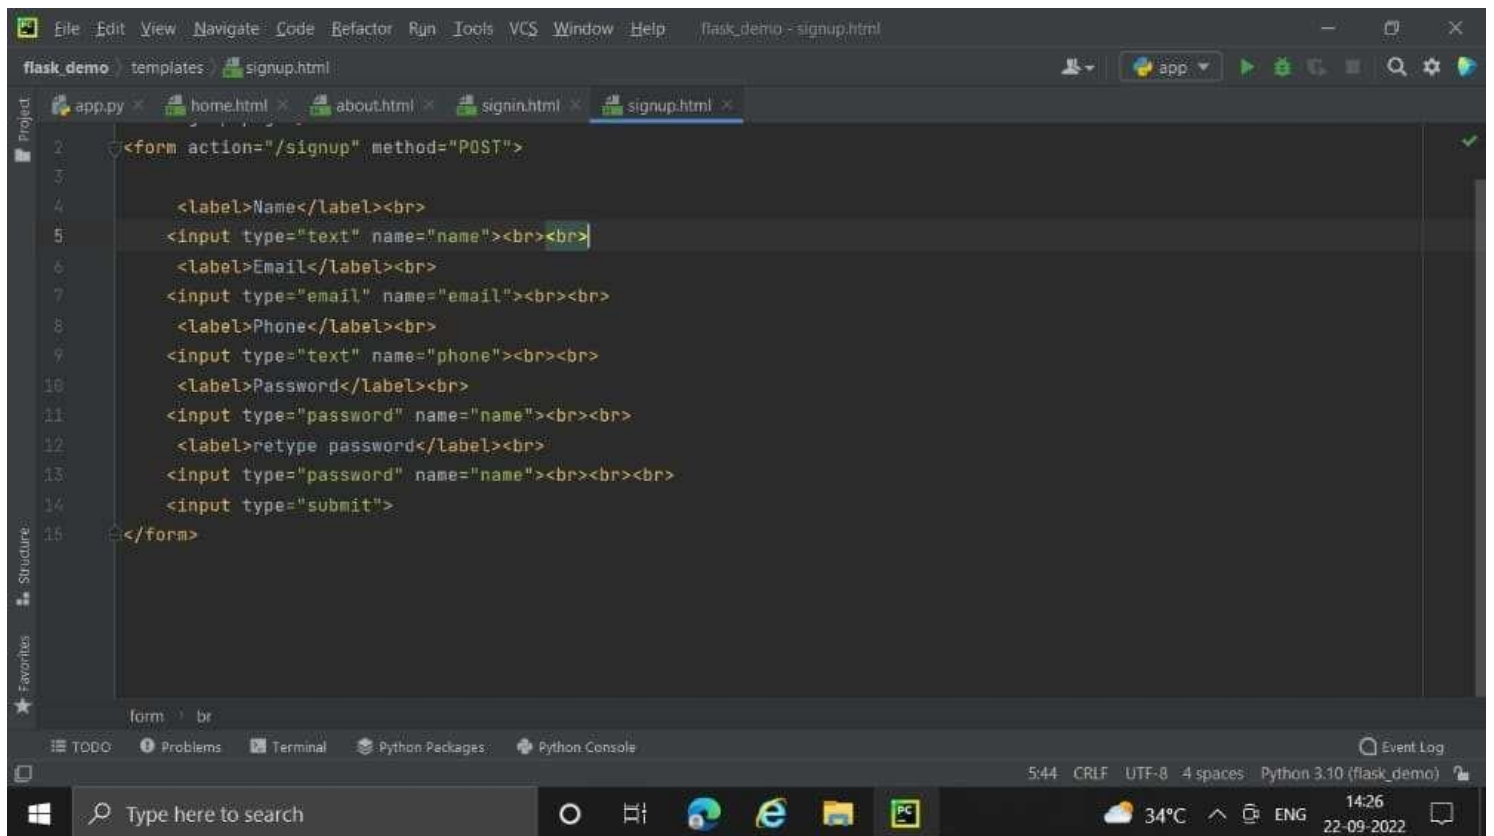 File Edit View Navigate Code Refactor Run Tools VCS Window Help flask_demo - signup.html
flask_demo templates signup.html app
app.py home.html about.html signin.html signup.html
Project
2 <form action="/signup" method="POST">
3
4 <label>Name</label><br>
5 <input type="text" name="name"><br><br>
6 <label>Email</label><br>
7 <input type="email" name="email"><br><br>
8 <label>Phone</label><br>
9 <input type="text" name="phone"><br><br>
10 <label>Password</label><br>
11 <input type="password" name="name"><br><br>
12 <label>retype password</label><br>
13 <input type="password" name="name"><br><br><br>
14 <input type="submit">
15 </form>
Structure
Favorites
form br
TODO Problems Terminal Python Packages Python Console Event Log
5:44 CRLF UTF-8 4 spaces Python 3.10 (flask_demo)
Type here to search 34°C ENG 14:26
22-09-2022